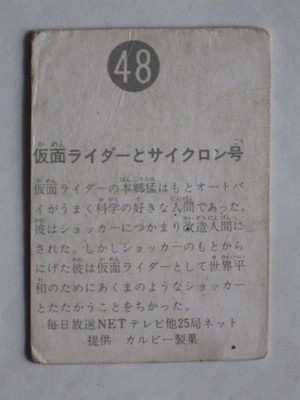 48
仮面ライダーとサイクロン号
仮面ライダーの本郷猛はもとオートバ
イがうまく科学の好きな人間であった。
彼はショッカーにつかまり改造人間に
された。しかしショッカーのもとから
にげた彼は仮面ライダーとして世界平
和のためにあくまのようなショッカー
とたたかうことをちかった。
毎日放送NETテレビ他25局ネット
提供 カルビー製菓